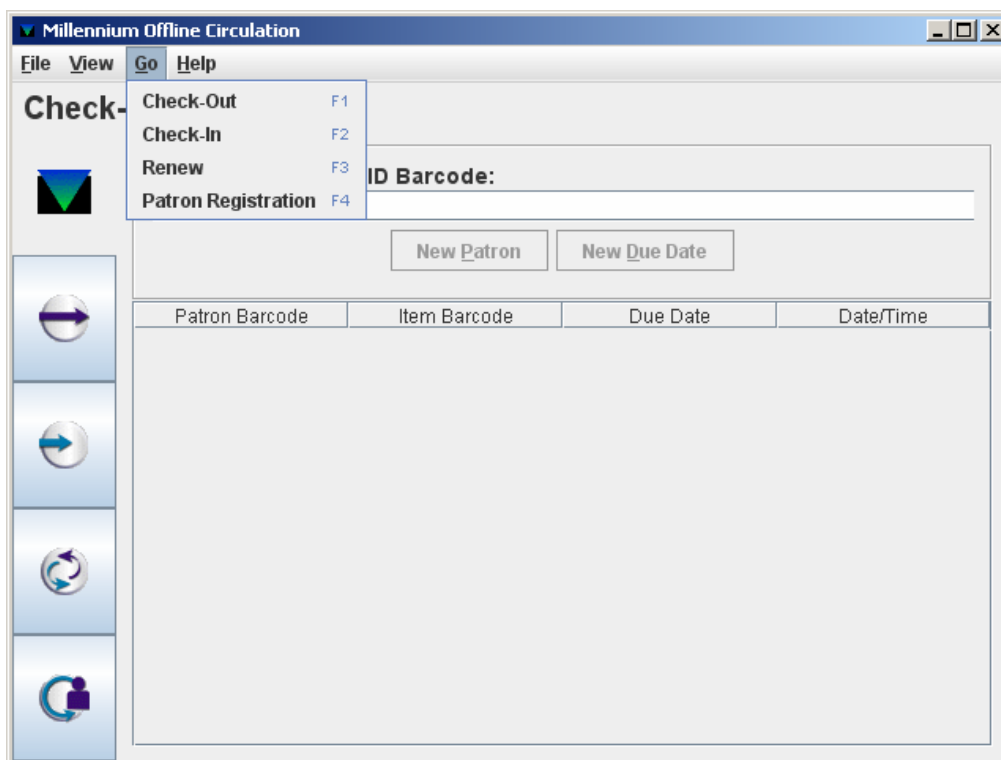 Millennium Offline Circulation
File View Go Help
Check-
Check-Out F1
Check-In F2
Renew F3
Patron Registration F4
ID Barcode:
New Patron New Due Date
Patron Barcode Item Barcode Due Date Date/Time